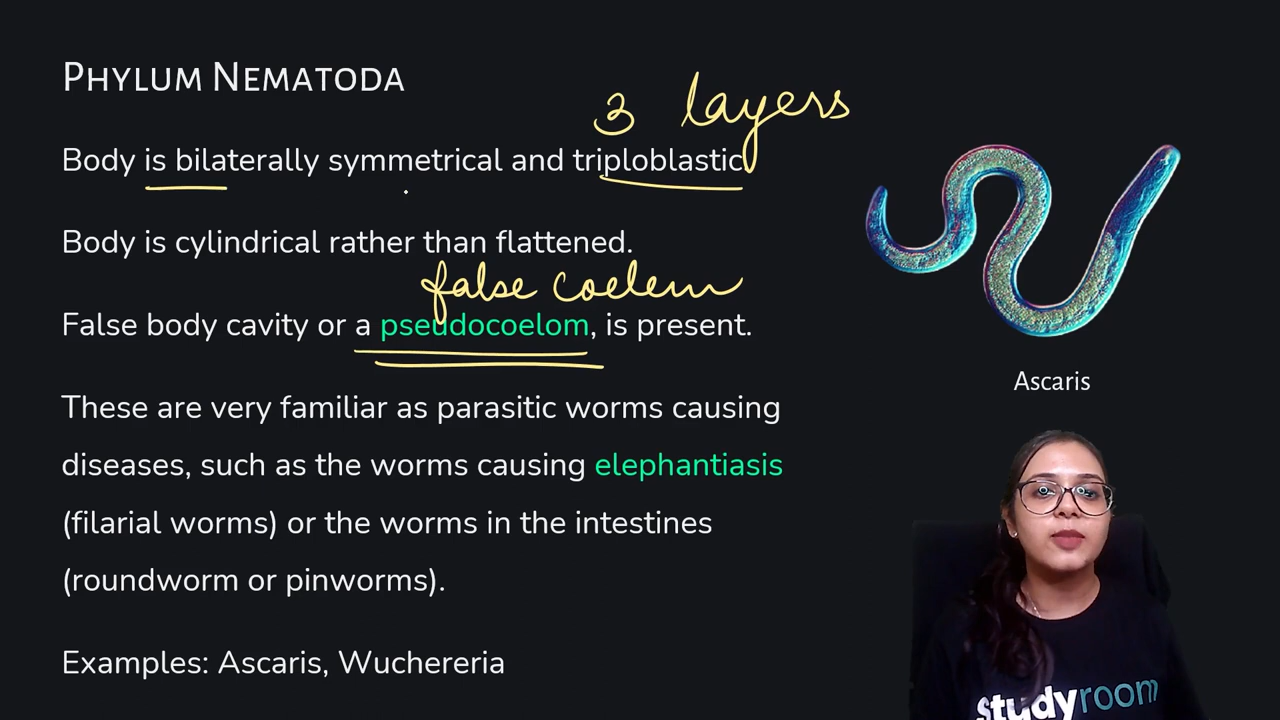 PHYLUM NEMATODA
3 layers
Body is bilaterally symmetrical and triploblastic
Body is cylindrical rather than flattened.
false coelem
False body cavity or a pseudocoelom, is present.
These are very familiar as parasitic worms causing
diseases, such as the worms causing elephantiasis
(filarial worms) or the worms in the intestines
(roundworm or pinworms).
Examples: Ascaris, Wuchereria
Ascaris
Studyroom